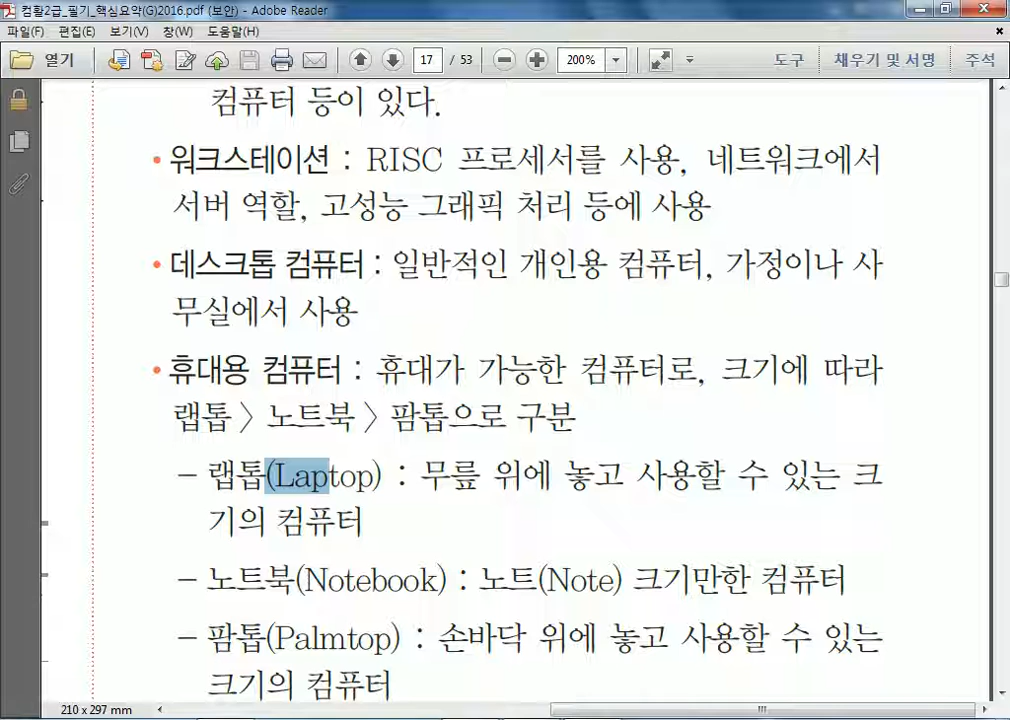 컴활2급_필기_핵심요약(G)2016.pdf (보안) - Adobe Reader
파일(F) 편집(E) 보기(V) 창(W) 도움말(H)
열기 17 / 53 200% 도구 채우기 및 서명 주석
컴퓨터 등이 있다.
• 워크스테이션 : RISC 프로세서를 사용, 네트워크에서
서버 역할, 고성능 그래픽 처리 등에 사용
• 데스크톱 컴퓨터 : 일반적인 개인용 컴퓨터, 가정이나 사
무실에서 사용
• 휴대용 컴퓨터 : 휴대가 가능한 컴퓨터로, 크기에 따라
랩톱 〉 노트북 〉 팜톱으로 구분
− 랩톱(Laptop) : 무릎 위에 놓고 사용할 수 있는 크
기의 컴퓨터
− 노트북(Notebook) : 노트(Note) 크기만한 컴퓨터
− 팜톱(Palmtop) : 손바닥 위에 놓고 사용할 수 있는
크기의 컴퓨터
210 x 297 mm